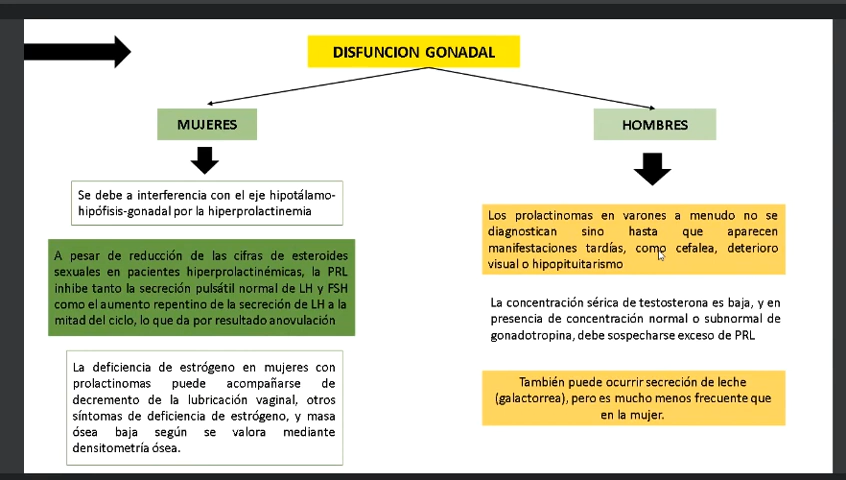 DISFUNCION GONADAL
MUJERES
Se debe a interferencia con el eje hipotálamo-
hipófisis-gonadal por la hiperprolactinemia
A pesar de reducción de las cifras de esteroides
sexuales en pacientes hiperprolactinémicas, la PRL
inhibe tanto la secreción pulsátil normal de LH y FSH
como el aumento repentino de la secreción de LH a la
mitad del ciclo, lo que da por resultado anovulación
La deficiencia de estrógeno en mujeres con
prolactinomas puede acompañarse de
decremento de la lubricación vaginal, otros
síntomas de deficiencia de estrógeno, y masa
ósea baja según se valora mediante
densitometría ósea.
HOMBRES
Los prolactinomas en varones a menudo no se
diagnostican sino hasta que aparecen
manifestaciones tardías, como cefalea, deterioro
visual o hipopituitarismo
La concentración sérica de testosterona es baja, y en
presencia de concentración normal o subnormal de
gonadotropina, debe sospecharse exceso de PRL
También puede ocurrir secreción de leche
(galactorrea), pero es mucho menos frecuente que
en la mujer.